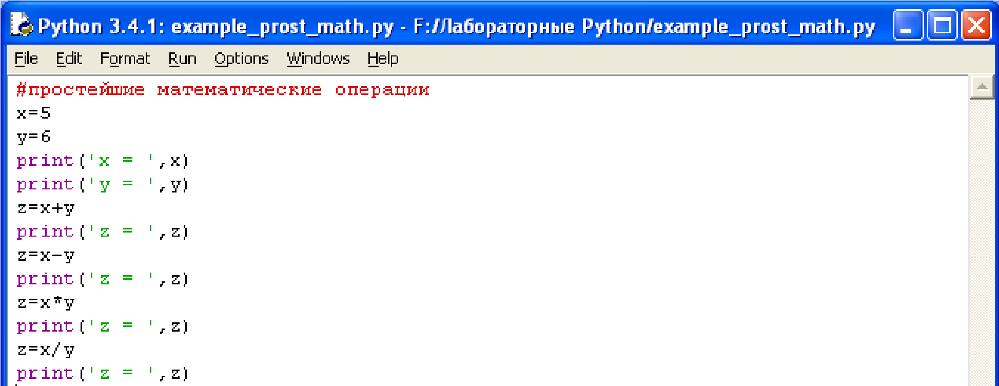 Python 3.4.1: example_prost_math.py - F://Лабораторные Python/example_prost_math.py
File Edit Format Run Options Windows Help
#простейшие математические операции
x=5
y=6
print('x = ',x)
print('y = ',y)
z=x+y
print('z = ',z)
z=x-y
print('z = ',z)
z=x*y
print('z = ',z)
z=x/y
print('z = ',z)